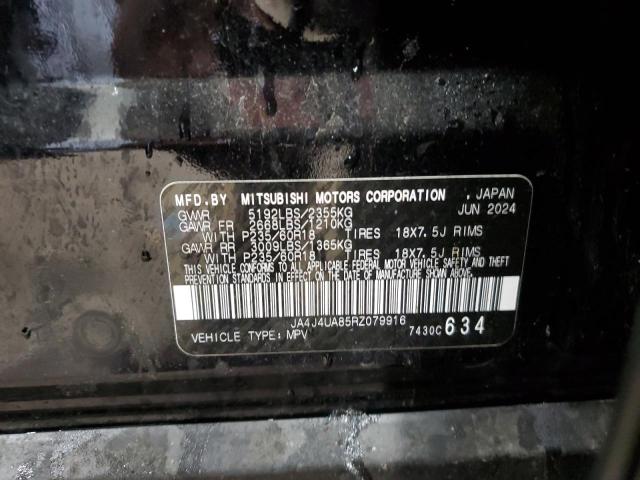 MFD.BY MITSUBISHI MOTORS CORPORATION , JAPAN
GVWR 5192LBS/2355KG JUN 2024
GAWR FR 2668LBS/1210KG
WITH P235/60R18 TIRES 18X7.5J RIMS
GAWR RR 3009LBS/1365KG
WITH P235/60R18 TIRES 18X7.5J RIMS
THIS VEHICLE CONFORMS TO ALL APPLICABLE FEDERAL MOTOR VEHICLE SAFETY AND THEFT
PREVENTION STANDARDS IN EFFECT ON THE DATE OF MANUFACTURE SHOWN ABOVE.
JA4J4UA85RZ079916
VEHICLE TYPE: MPV 7430C 634